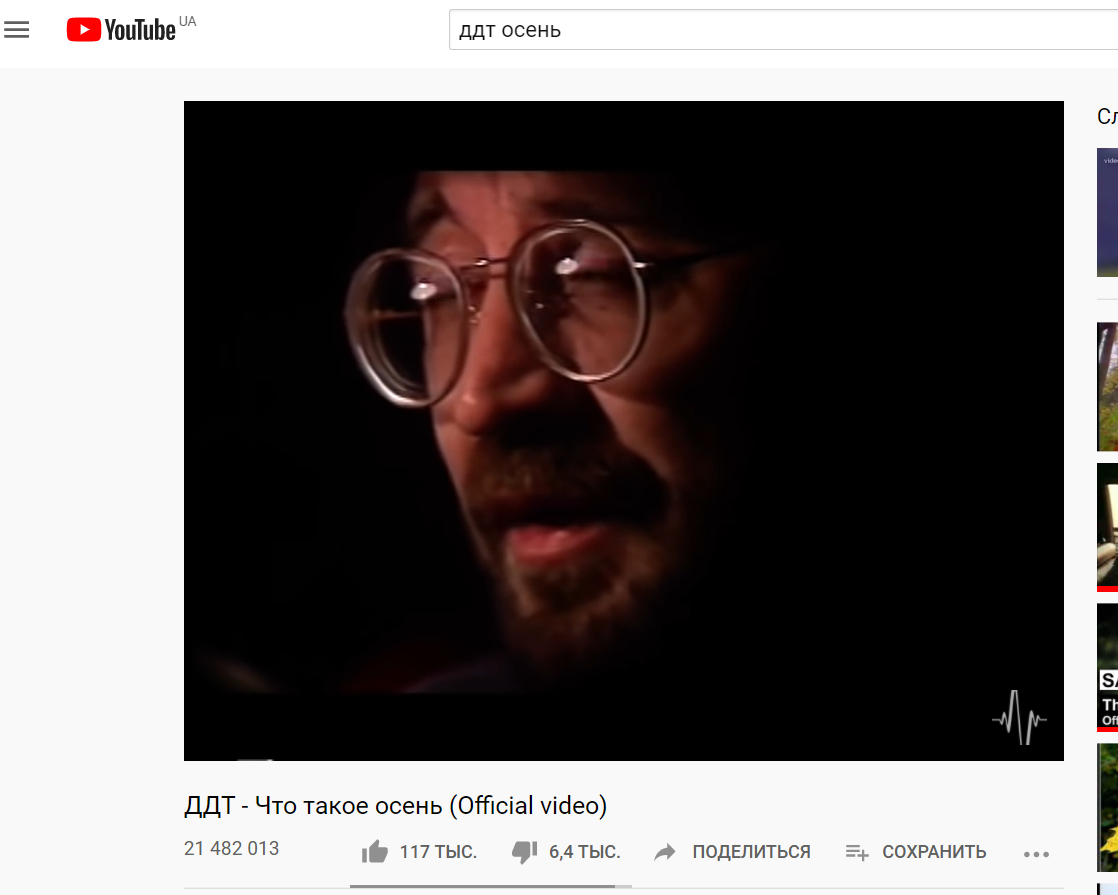 YouTube UA
ддт осень
Сл
ДДТ - Что такое осень (Official video)
21 482 013
117 ТЫС.
6,4 ТЫС.
ПОДЕЛИТЬСЯ
СОХРАНИТЬ
SA
Th
Off